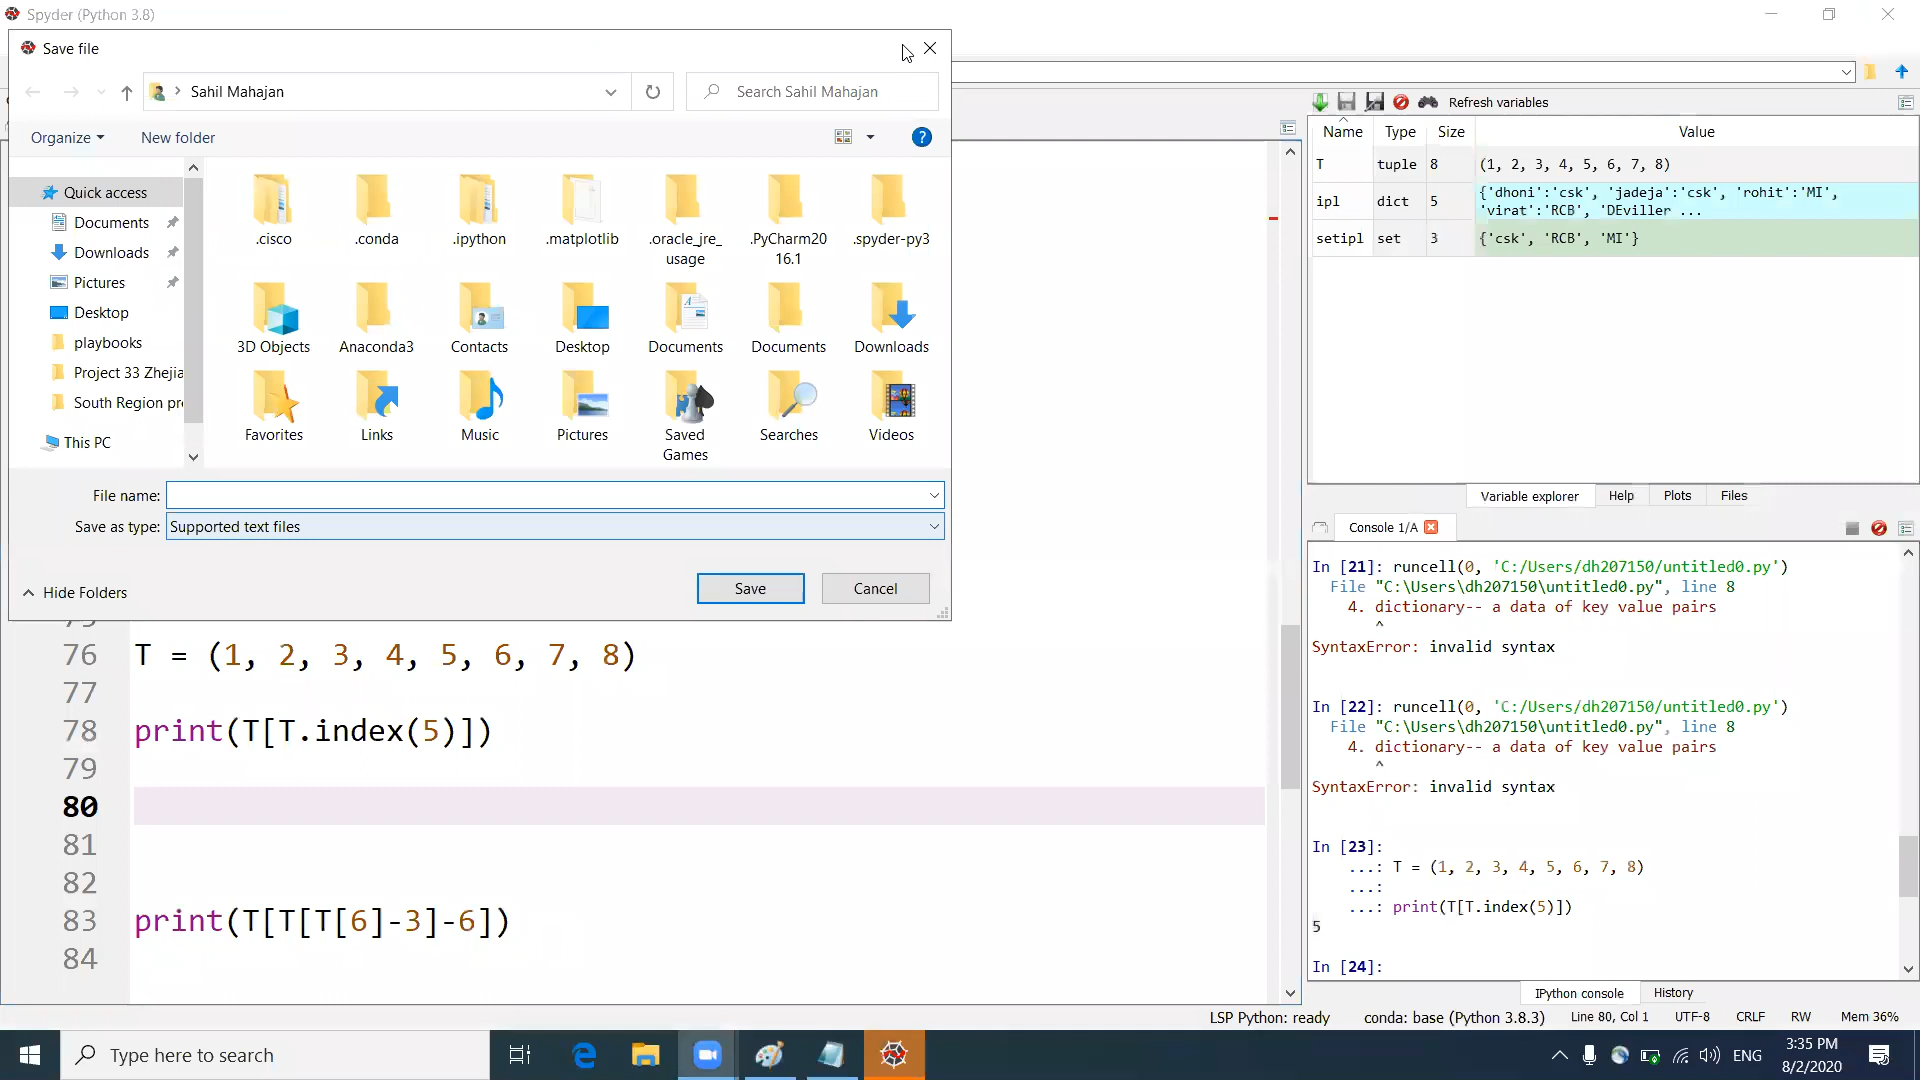 Spyder (Python 3.8)
Save file
Sahil Mahajan
Search Sahil Mahajan
Organize
New folder
Quick access
Documents
Downloads
Pictures
Desktop
playbooks
Project 33 Zhejia
South Region pr
This PC
.cisco
.conda
.ipython
.matplotlib
.oracle_jre_
usage
.PyCharm20
16.1
.spyder-py3
3D Objects
Anaconda3
Contacts
Desktop
Documents
Documents
Downloads
Favorites
Links
Music
Pictures
Saved
Games
Searches
Videos
File name:
Save as type:
Supported text files
Hide Folders
Save
Cancel
76 T = (1, 2, 3, 4, 5, 6, 7, 8)
77
78 print(T[T.index(5)])
79
80
81
82
83 print(T[T[T[6]-3]-6])
84
Refresh variables
Name Type Size Value
T tuple 8 (1, 2, 3, 4, 5, 6, 7, 8)
ipl dict 5 {'dhoni':'csk', 'jadeja':'csk', 'rohit':'MI',
'virat':'RCB', 'DEviller ...
setipl set 3 {'csk', 'RCB', 'MI'}
Variable explorer
Help
Plots
Files
Console 1/A
In [21]: runcell(0, 'C:/Users/dh207150/untitled0.py')
File "C:\Users\dh207150\untitled0.py", line 8
4. dictionary-- a data of key value pairs
^
SyntaxError: invalid syntax
In [22]: runcell(0, 'C:/Users/dh207150/untitled0.py')
File "C:\Users\dh207150\untitled0.py", line 8
4. dictionary-- a data of key value pairs
^
SyntaxError: invalid syntax
In [23]:
...: T = (1, 2, 3, 4, 5, 6, 7, 8)
...:
...: print(T[T.index(5)])
5
In [24]:
IPython console
History
LSP Python: ready
conda: base (Python 3.8.3)
Line 80, Col 1
UTF-8
CRLF
RW
Mem 36%
Type here to search
ENG
3:35 PM
8/2/2020